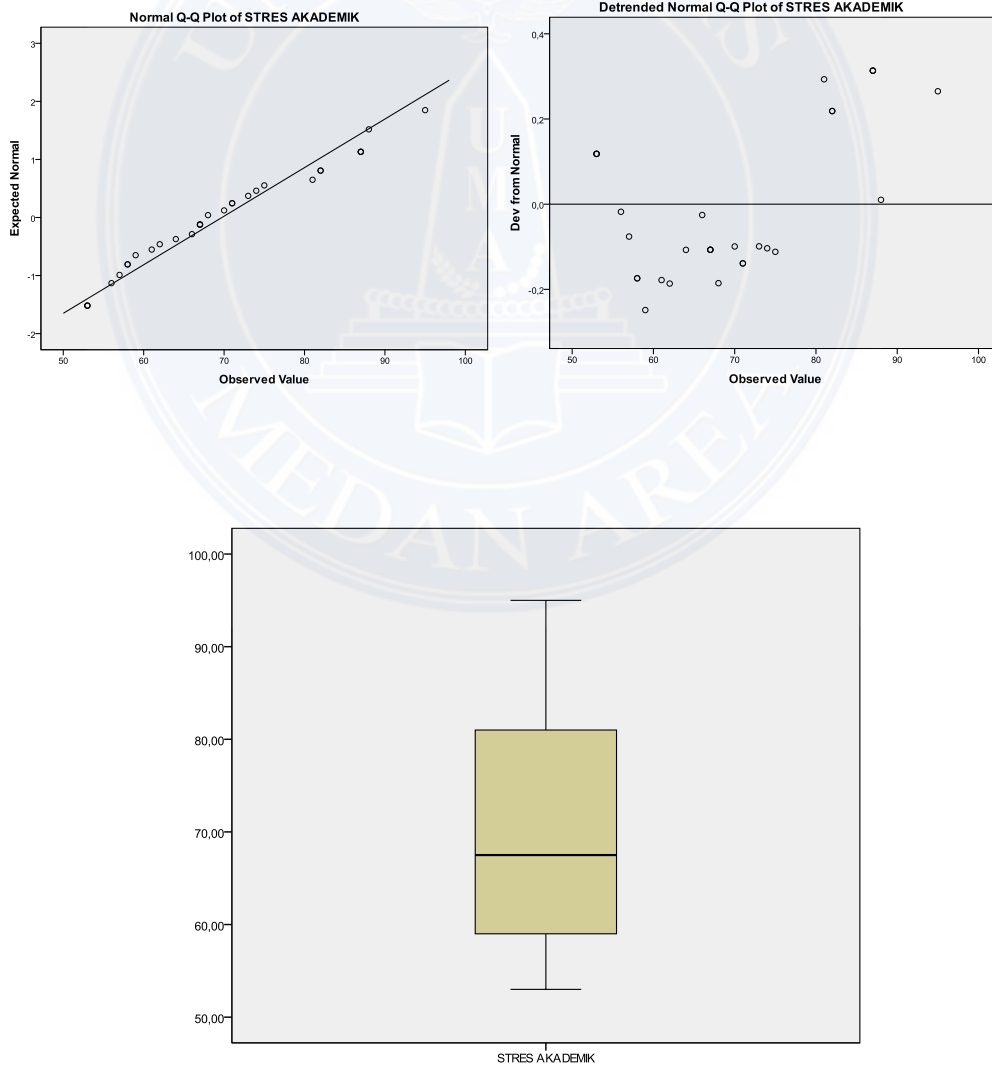 Normal Q-Q Plot of STRES AKADEMIK
Expected Normal
3
2
1
0
-1
-2
50 60 70 80 90 100
Observed Value
Detrended Normal Q-Q Plot of STRES AKADEMIK
Dev from Normal
0,4
0,2
0,0
-0,2
50 60 70 80 90 100
Observed Value
UMA
MEDAN AREA
100,00
90,00
80,00
70,00
60,00
50,00
STRES AKADEMIK